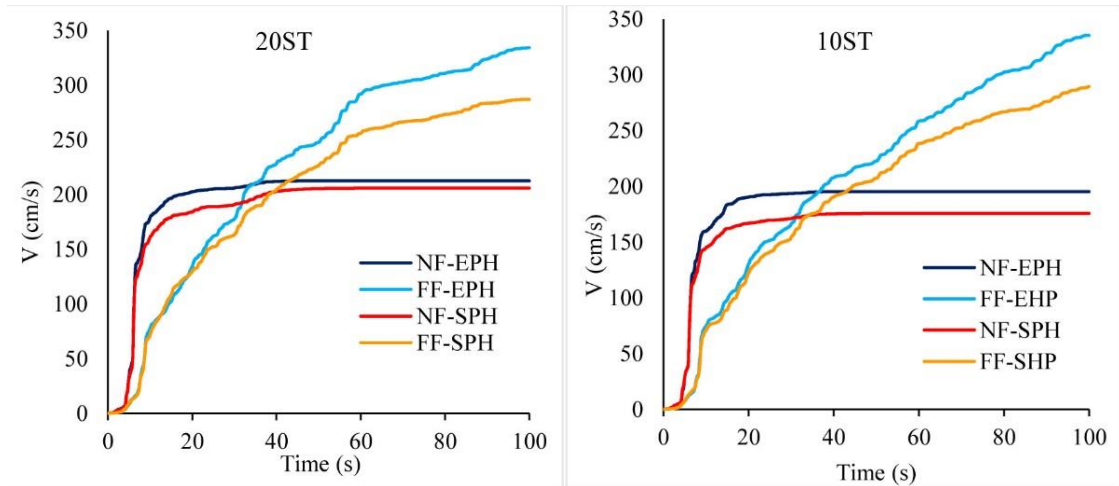 20ST
V (cm/s)
350
300
250
200
150
100
50
0
NF-EPH
FF-EPH
NF-SPH
FF-SPH
0 20 40 60 80 100
Time (s)
10ST
V (cm/s)
350
300
250
200
150
100
50
0
NF-EPH
FF-EHP
NF-SPH
FF-SHP
0 20 40 60 80 100
Time (s)